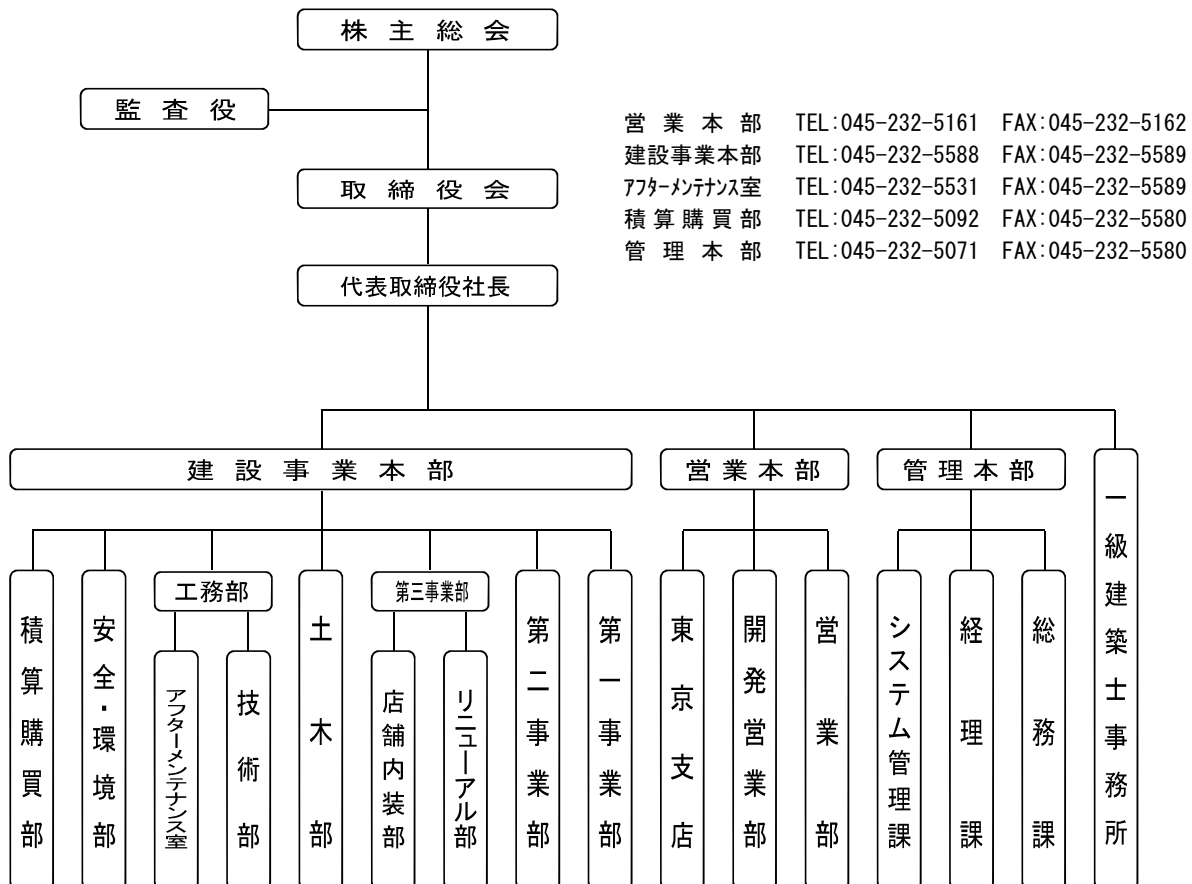 株主総会
監査役
営業本部 TEL:045-232-5161 FAX:045-232-5162
建設事業本部 TEL:045-232-5588 FAX:045-232-5589
アフターメンテナンス室 TEL:045-232-5531 FAX:045-232-5589
積算購買部 TEL:045-232-5092 FAX:045-232-5580
管理本部 TEL:045-232-5071 FAX:045-232-5580
取締役会
代表取締役社長
建設事業本部
営業本部
管理本部
一級建築士事務所
工務部
第三事業部
積算購買部
安全・環境部
アフターメンテナンス室
技術部
土木部
店舗内装部
リニューアル部
第二事業部
第一事業部
東京支店
開発営業部
営業部
システム管理課
経理課
総務課